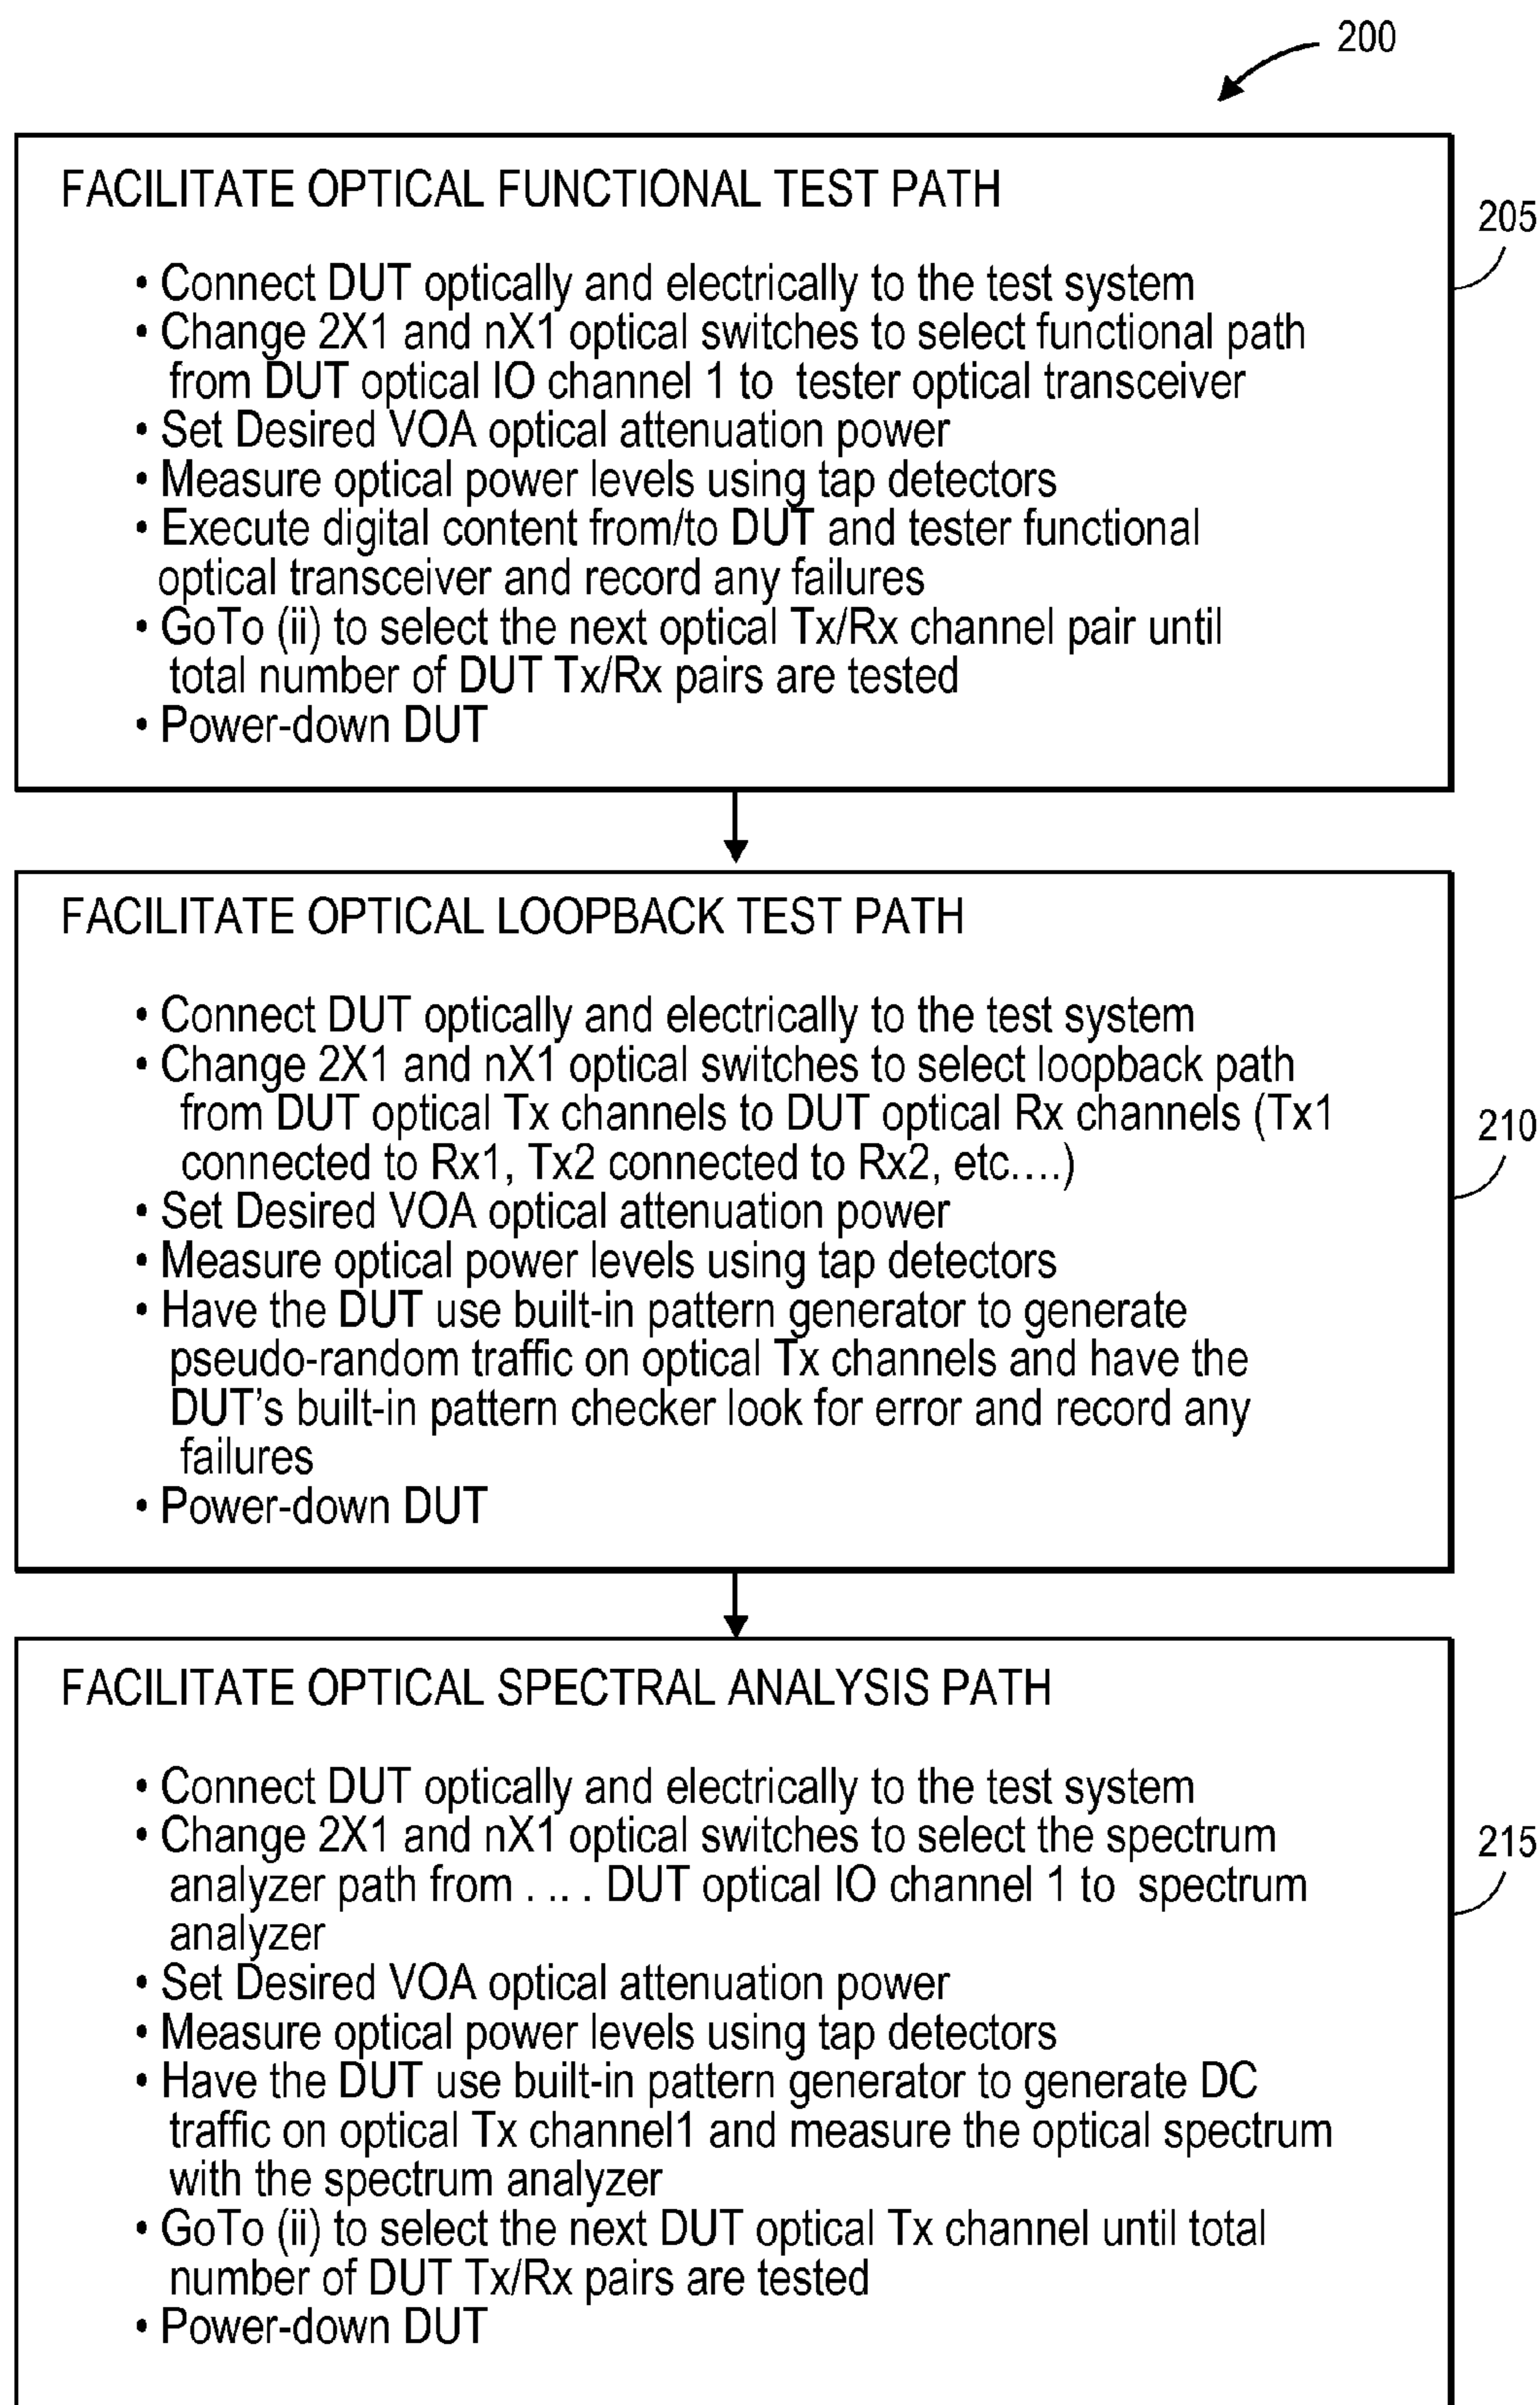 200
FACILITATE OPTICAL FUNCTIONAL TEST PATH
205
• Connect DUT optically and electrically to the test system
• Change 2X1 and nX1 optical switches to select functional path
from DUT optical IO channel 1 to tester optical transceiver
• Set Desired VOA optical attenuation power
• Measure optical power levels using tap detectors
• Execute digital content from/to DUT and tester functional
optical transceiver and record any failures
• GoTo (ii) to select the next optical Tx/Rx channel pair until
total number of DUT Tx/Rx pairs are tested
• Power-down DUT
FACILITATE OPTICAL LOOPBACK TEST PATH
• Connect DUT optically and electrically to the test system
• Change 2X1 and nX1 optical switches to select loopback path
from DUT optical Tx channels to DUT optical Rx channels (Tx1
210
connected to Rx1, Tx2 connected to Rx2, etc....)
• Set Desired VOA optical attenuation power
• Measure optical power levels using tap detectors
• Have the DUT use built-in pattern generator to generate
pseudo-random traffic on optical Tx channels and have the
DUT's built-in pattern checker look for error and record any
failures
• Power-down DUT
FACILITATE OPTICAL SPECTRAL ANALYSIS PATH
• Connect DUT optically and electrically to the test system
• Change 2X1 and nX1 optical switches to select the spectrum
215
analyzer path from . .. . DUT optical IO channel 1 to spectrum
analyzer
• Set Desired VOA optical attenuation power
• Measure optical power levels using tap detectors
• Have the DUT use built-in pattern generator to generate DC
traffic on optical Tx channel1 and measure the optical spectrum
with the spectrum analyzer
• GoTo (ii) to select the next DUT optical Tx channel until total
number of DUT Tx/Rx pairs are tested
• Power-down DUT